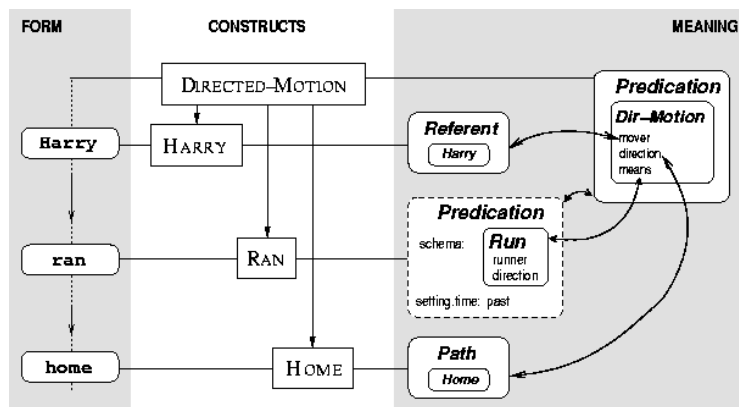 FORM CONSTRUCTS MEANING
DIRECTED–MOTION
Predication
Dir–Motion
mover
direction
means
Harry
HARRY
Referent
Harry
Predication
schema:
Run
runner
direction
setting.time: past
ran
RAN
home
HOME
Path
Home